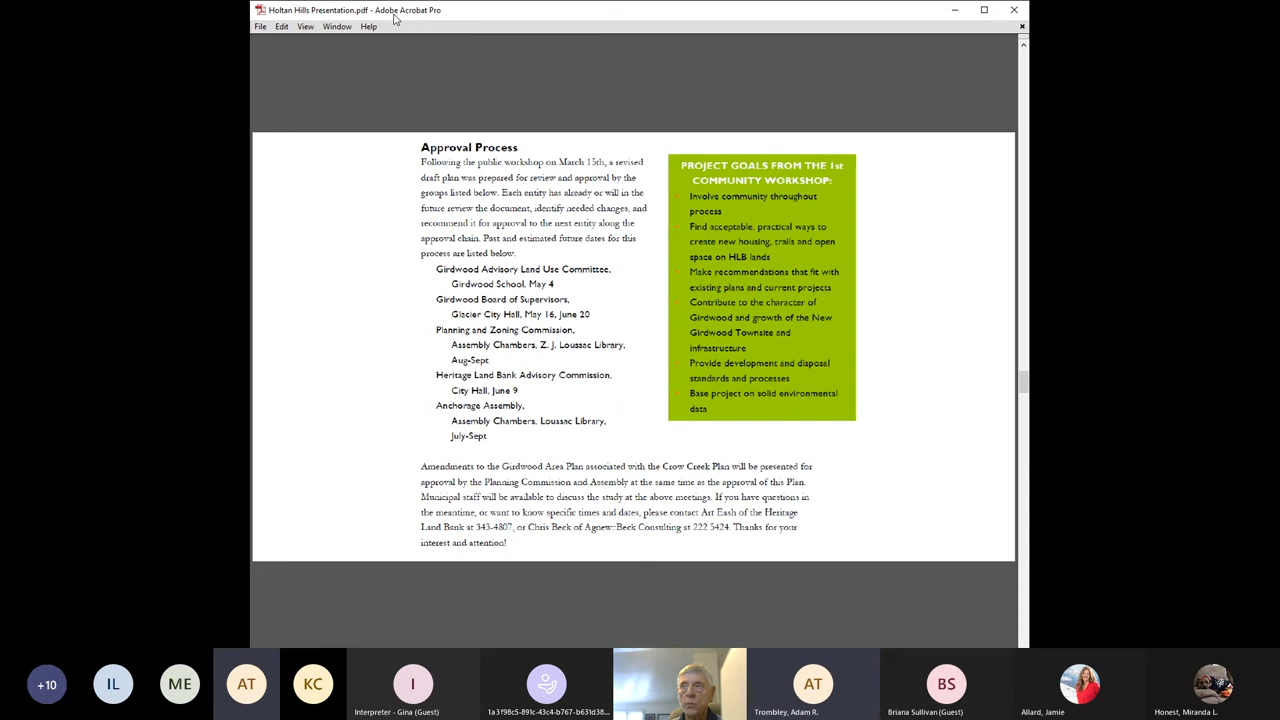 Holtan Hills Presentation.pdf - Adobe Acrobat Pro
File Edit View Window Help
Approval Process
Following the public workshop on March 15th, a revised
draft plan was prepared for review and approval by the
groups listed below. Each entity has already or will in the
future review the document, identify needed changes, and
recommend it for approval to the next entity along the
approval chain. Past and estimated future dates for this
process are listed below.
Girdwood Advisory Land Use Committee,
Girdwood School, May 4
Girdwood Board of Supervisors,
Glacier City Hall, May 16, June 20
Planning and Zoning Commission,
Assembly Chambers, Z. J. Loussac Library,
Aug-Sept
Heritage Land Bank Advisory Commission,
City Hall, June 9
Anchorage Assembly,
Assembly Chambers, Loussac Library,
July-Sept
PROJECT GOALS FROM THE 1st
COMMUNITY WORKSHOP:
Involve community throughout
process
Find acceptable, practical ways to
create new housing, trails and open
space on HLB lands
Make recommendations that fit with
existing plans and current projects
Contribute to the character of
Girdwood and growth of the New
Girdwood Townsite and
infrastructure
Provide development and disposal
standards and processes
Base project on solid environmental
data
Amendments to the Girdwood Area Plan associated with the Crow Creek Plan will be presented for
approval by the Planning Commission and Assembly at the same time as the approval of this Plan.
Municipal staff will be available to discuss the study at the above meetings. If you have questions in
the meantime, or want to know specific times and dates, please contact Art Eash of the Heritage
Land Bank at 343-4807, or Chris Beck of Agnew::Beck Consulting at 222 5424. Thanks for your
interest and attention!
+10 IL ME AT KC I AT BS
Interpreter - Gina (Guest) 1a3f98c5-891c-43c4-b767-b631d38... Trombley, Adam R. Briana Sullivan (Guest) Allard, Jamie Honest, Miranda L.